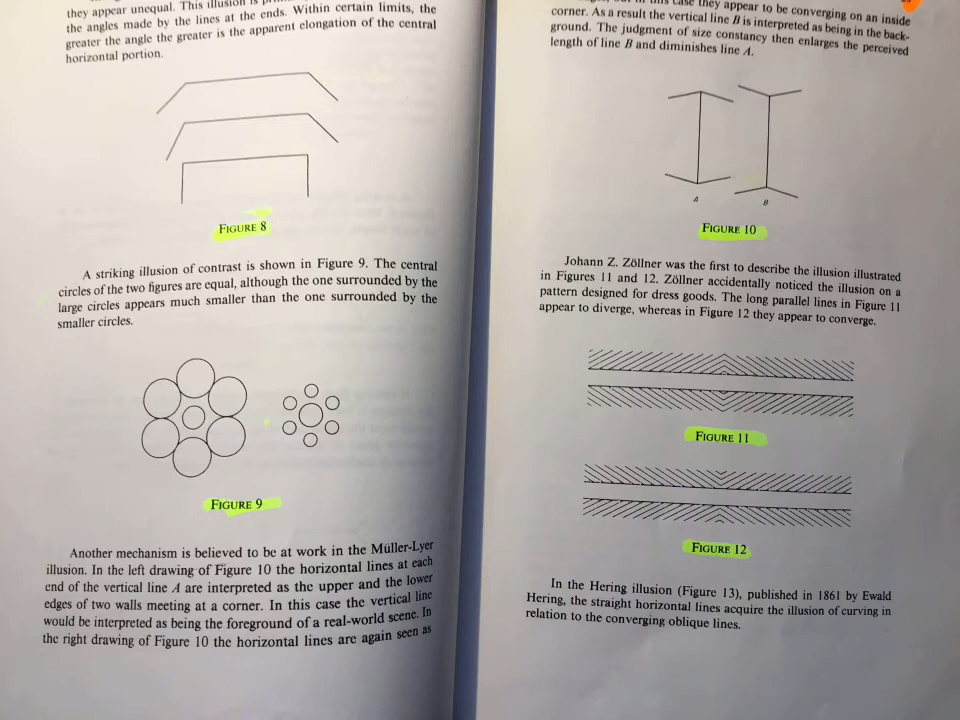 they appear unequal. This illusion is
the angles made by the lines at the ends. Within certain limits, the
greater the angle the greater is the apparent elongation of the central
horizontal portion.
FIGURE 8
A striking illusion of contrast is shown in Figure 9. The central
circles of the two figures are equal, although the one surrounded by the
large circles appears much smaller than the one surrounded by the
smaller circles.
FIGURE 9
Another mechanism is believed to be at work in the Müller-Lyer
illusion. In the left drawing of Figure 10 the horizontal lines at each
end of the vertical line A are interpreted as the upper and the lower
edges of two walls meeting at a corner. In this case the vertical line
would be interpreted as being the foreground of a real-world scene. In
the right drawing of Figure 10 the horizontal lines are again seen as
case they appear to be converging on an inside
corner. As a result the vertical line B is interpreted as being in the back-
ground. The judgment of size constancy then enlarges the perceived
length of line B and diminishes line A.
A
B
FIGURE 10
Johann Z. Zöllner was the first to describe the illusion illustrated
in Figures 11 and 12. Zöllner accidentally noticed the illusion on a
pattern designed for dress goods. The long parallel lines in Figure 11
appear to diverge, whereas in Figure 12 they appear to converge.
FIGURE 11
FIGURE 12
In the Hering illusion (Figure 13), published in 1861 by Ewald
Hering, the straight horizontal lines acquire the illusion of curving in
relation to the converging oblique lines.